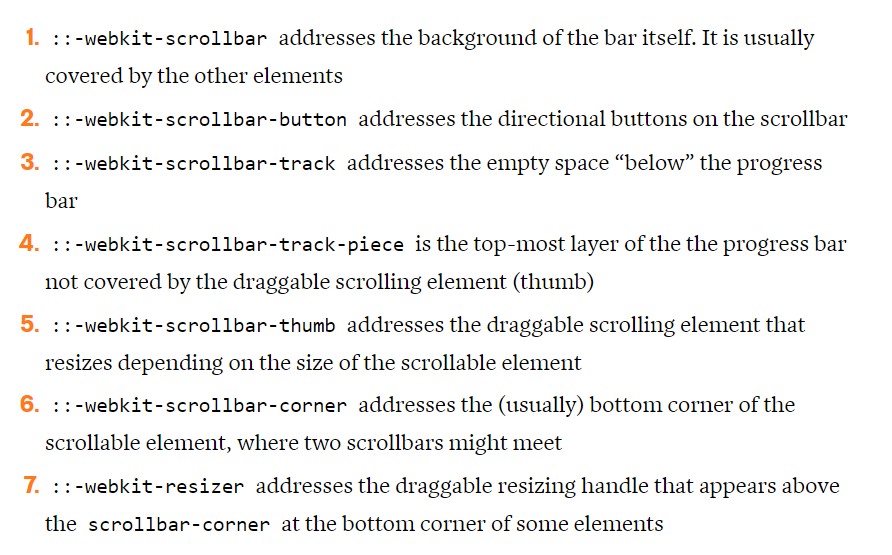 1. ::-webkit-scrollbar addresses the background of the bar itself. It is usually
covered by the other elements
2. ::-webkit-scrollbar-button addresses the directional buttons on the scrollbar
3. ::-webkit-scrollbar-track addresses the empty space “below” the progress
bar
4. ::-webkit-scrollbar-track-piece is the top-most layer of the the progress bar
not covered by the draggable scrolling element (thumb)
5. ::-webkit-scrollbar-thumb addresses the draggable scrolling element that
resizes depending on the size of the scrollable element
6. ::-webkit-scrollbar-corner addresses the (usually) bottom corner of the
scrollable element, where two scrollbars might meet
7. ::-webkit-resizer addresses the draggable resizing handle that appears above
the scrollbar-corner at the bottom corner of some elements